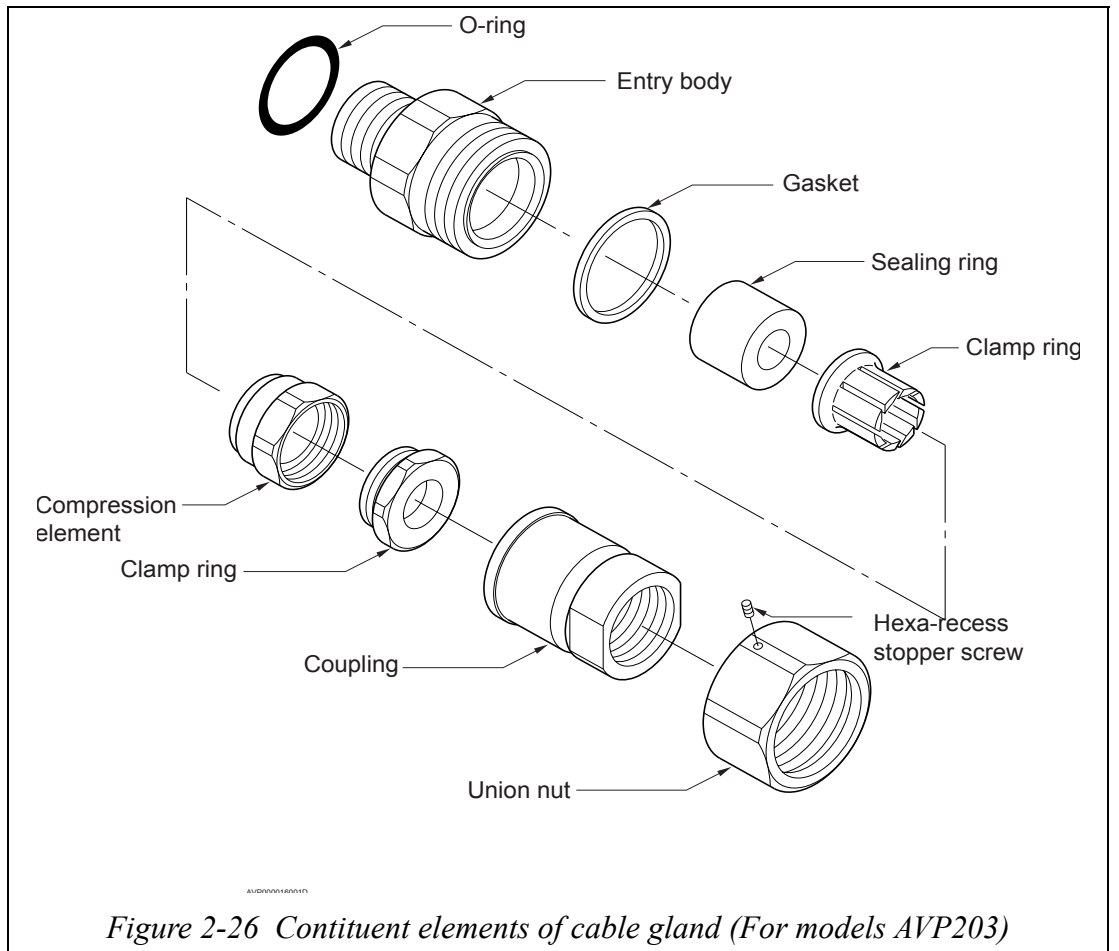 O-ring
Entry body
Gasket
Sealing ring
Clamp ring
Compression
element
Clamp ring
Coupling
Hexa-recess
stopper screw
Union nut
Figure 2-26 Contituent elements of cable gland (For models AVP203)